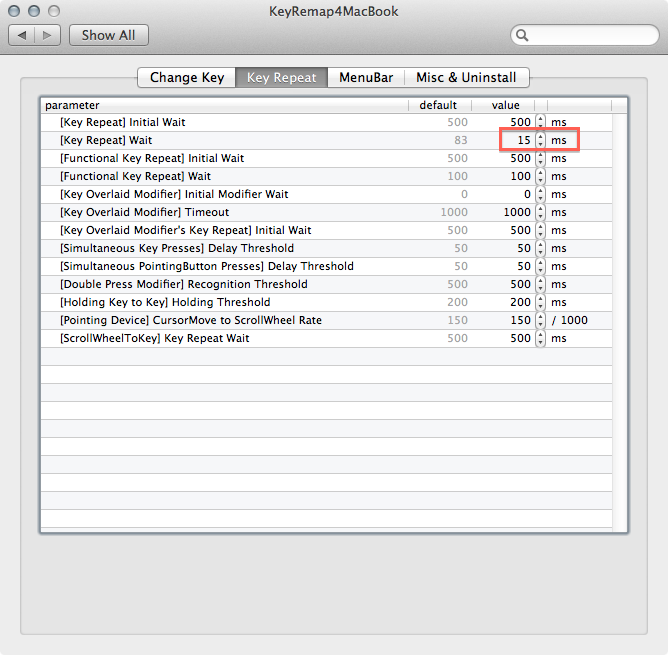 KeyRemap4MacBook
Show All
Change Key Key Repeat MenuBar Misc & Uninstall
parameter default value
[Key Repeat] Initial Wait 500 500 ms
[Key Repeat] Wait 83 15 ms
[Functional Key Repeat] Initial Wait 500 500 ms
[Functional Key Repeat] Wait 100 100 ms
[Key Overlaid Modifier] Initial Modifier Wait 0 0 ms
[Key Overlaid Modifier] Timeout 1000 1000 ms
[Key Overlaid Modifier's Key Repeat] Initial Wait 500 500 ms
[Simultaneous Key Presses] Delay Threshold 50 50 ms
[Simultaneous PointingButton Presses] Delay Threshold 50 50 ms
[Double Press Modifier] Recognition Threshold 500 500 ms
[Holding Key to Key] Holding Threshold 200 200 ms
[Pointing Device] CursorMove to ScrollWheel Rate 150 150 / 1000
[ScrollWheelToKey] Key Repeat Wait 500 500 ms